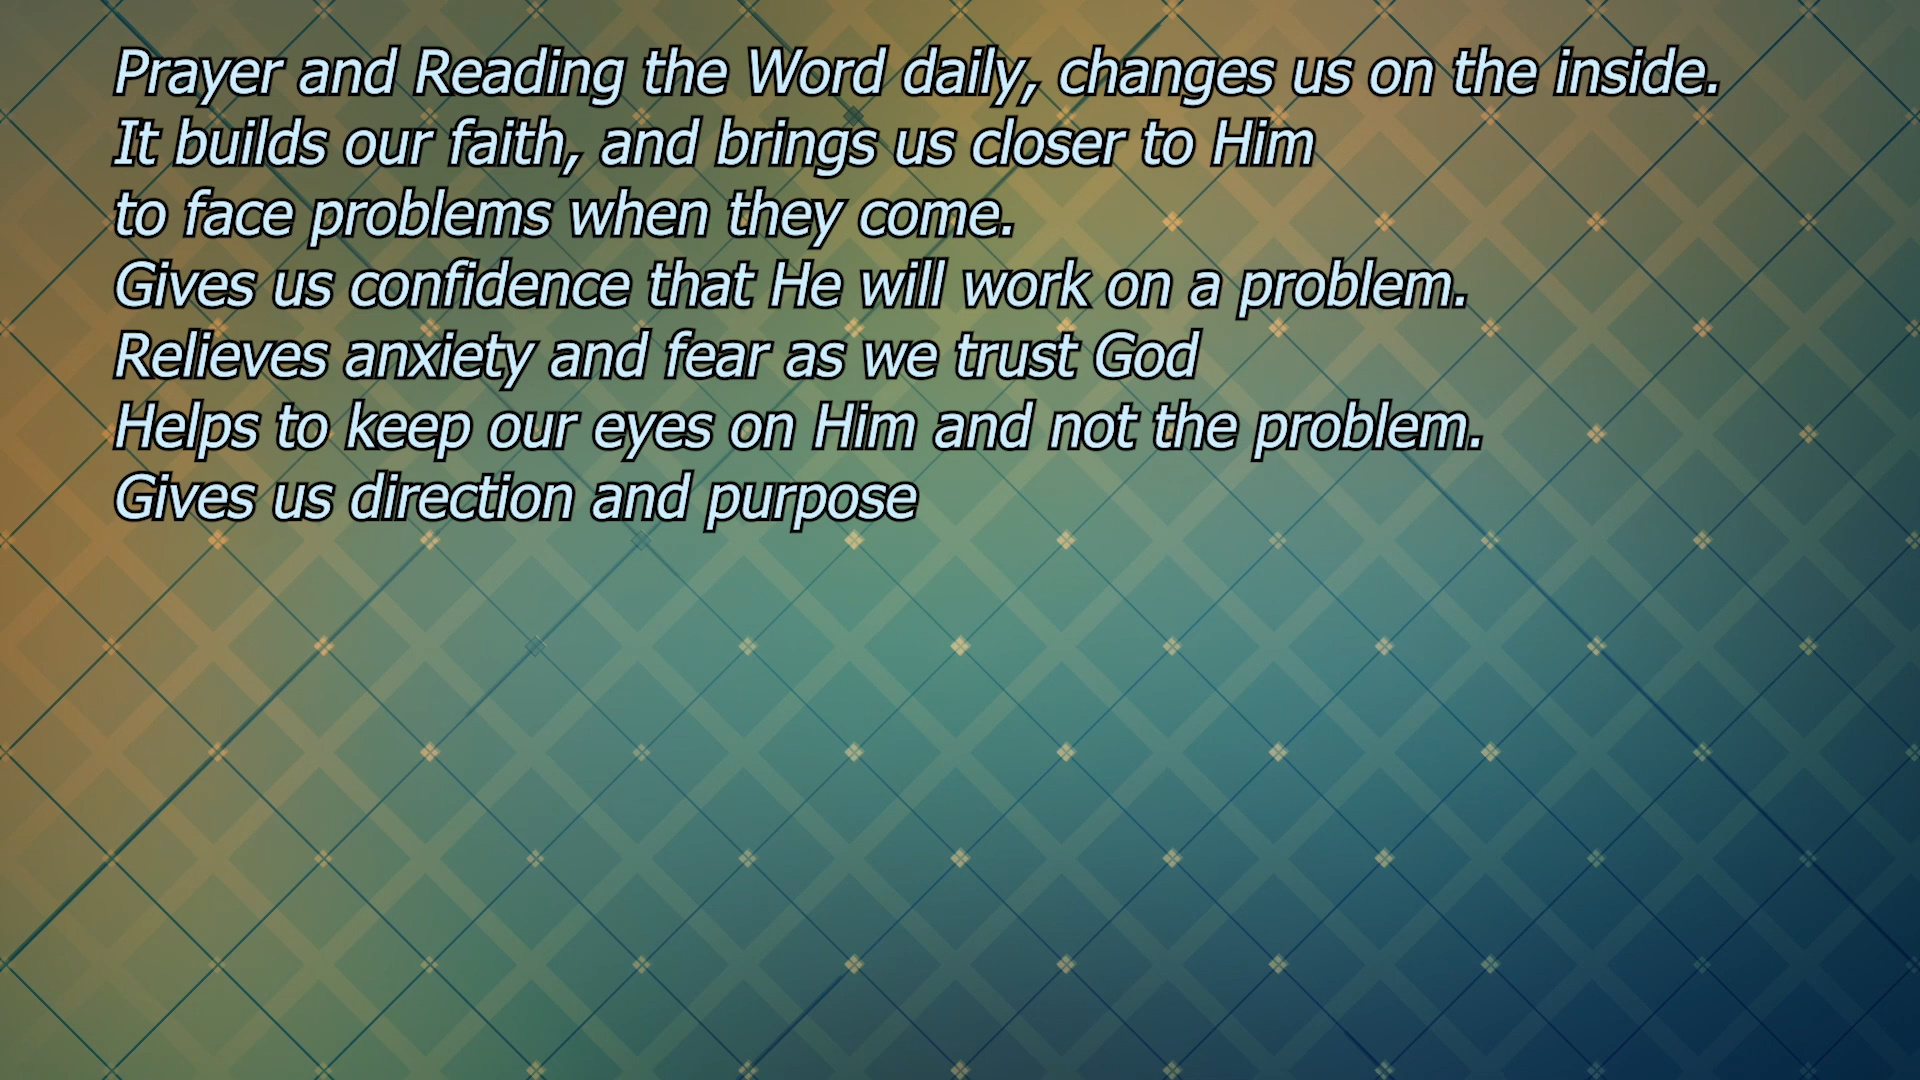 Prayer and Reading the Word daily, changes us on the inside.
It builds our faith, and brings us closer to Him
to face problems when they come.
Gives us confidence that He will work on a problem.
Relieves anxiety and fear as we trust God
Helps to keep our eyes on Him and not the problem.
Gives us direction and purpose